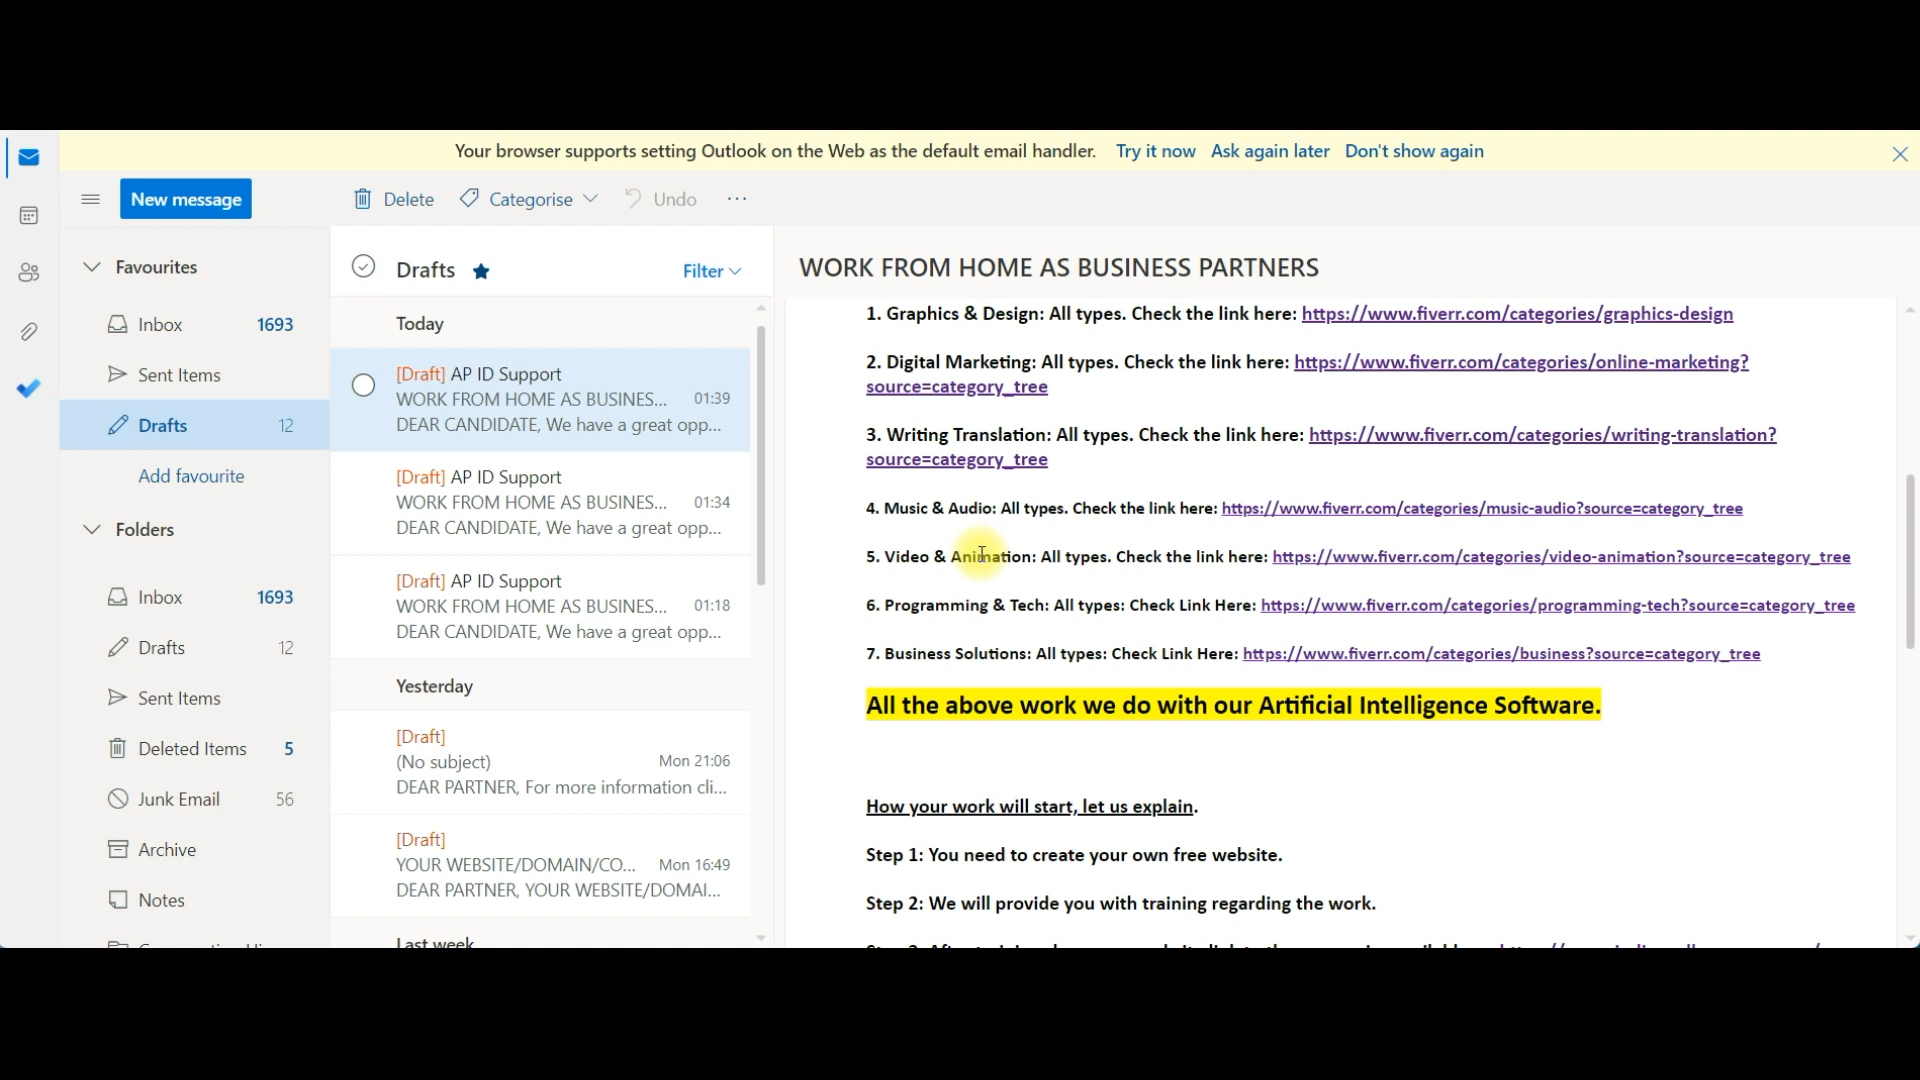 Your browser supports setting Outlook on the Web as the default email handler. Try it now Ask again later Don't show again
New message
Delete
Categorise
Undo
Favourites
Inbox 1693
Sent Items
Drafts 12
Add favourite
Folders
Inbox 1693
Drafts 12
Sent Items
Deleted Items 5
Junk Email 56
Archive
Notes
Drafts
Filter
Today
[Draft] AP ID Support
WORK FROM HOME AS BUSINES... 01:39
DEAR CANDIDATE, We have a great opp...
[Draft] AP ID Support
WORK FROM HOME AS BUSINES... 01:34
DEAR CANDIDATE, We have a great opp...
[Draft] AP ID Support
WORK FROM HOME AS BUSINES... 01:18
DEAR CANDIDATE, We have a great opp...
Yesterday
[Draft]
(No subject) Mon 21:06
DEAR PARTNER, For more information cli...
[Draft]
YOUR WEBSITE/DOMAIN/CO... Mon 16:49
DEAR PARTNER, YOUR WEBSITE/DOMAI...
Last week
WORK FROM HOME AS BUSINESS PARTNERS
1. Graphics & Design: All types. Check the link here: https://www.fiverr.com/categories/graphics-design
2. Digital Marketing: All types. Check the link here: https://www.fiverr.com/categories/online-marketing?
source=category_tree
3. Writing Translation: All types. Check the link here: https://www.fiverr.com/categories/writing-translation?
source=category_tree
4. Music & Audio: All types. Check the link here: https://www.fiverr.com/categories/music-audio?source=category_tree
5. Video & Animation: All types. Check the link here: https://www.fiverr.com/categories/video-animation?source=category_tree
6. Programming & Tech: All types: Check Link Here: https://www.fiverr.com/categories/programming-tech?source=category_tree
7. Business Solutions: All types: Check Link Here: https://www.fiverr.com/categories/business?source=category_tree
All the above work we do with our Artificial Intelligence Software.
How your work will start, let us explain.
Step 1: You need to create your own free website.
Step 2: We will provide you with training regarding the work.